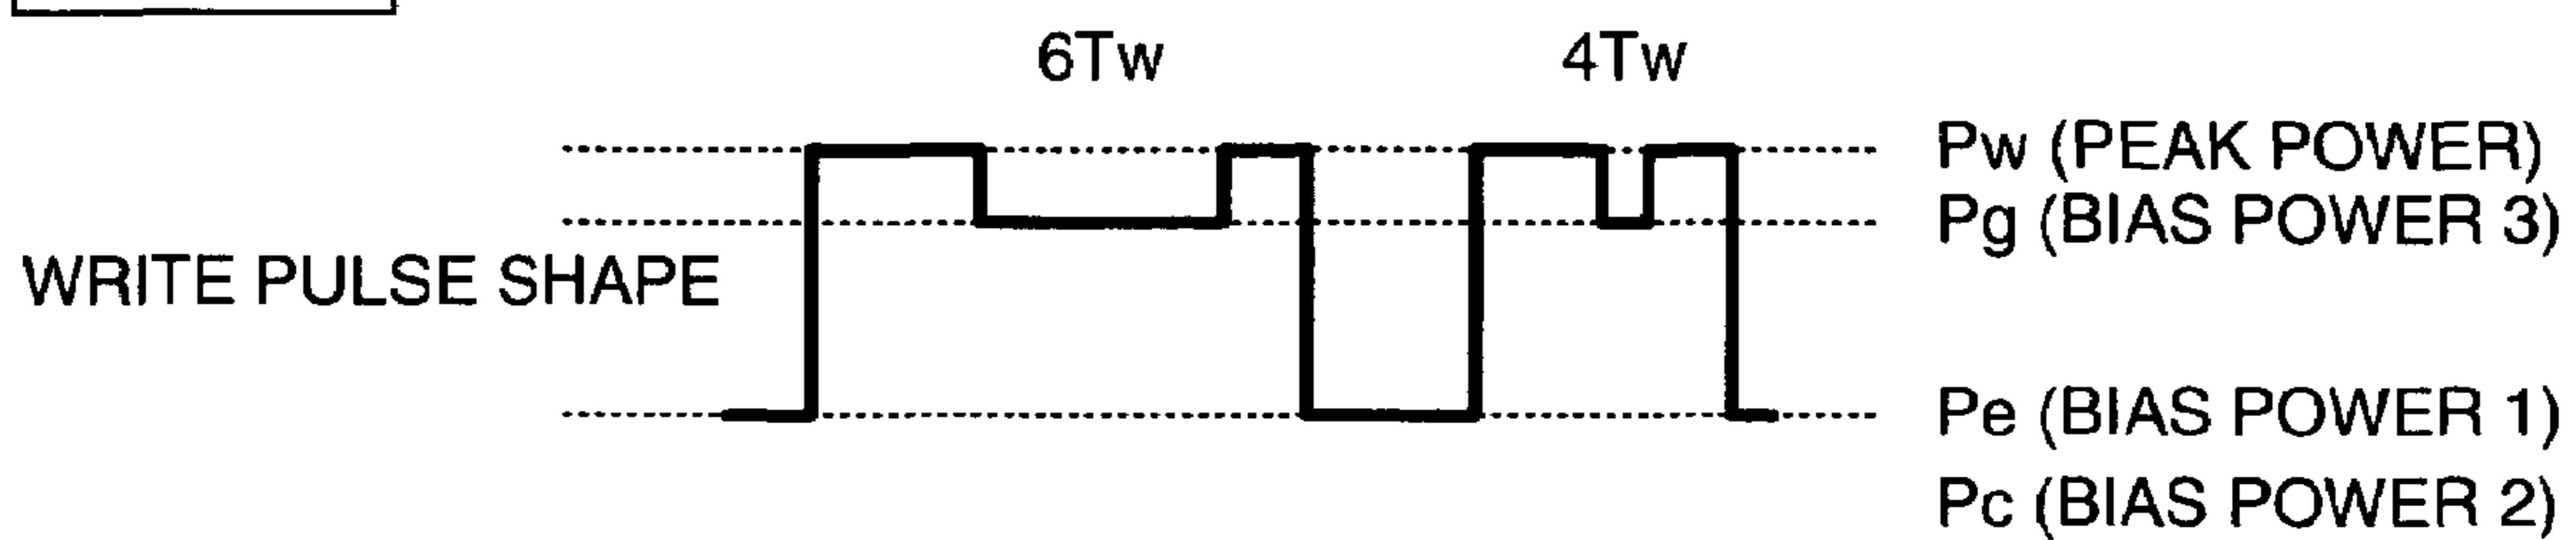 6Tw 4Tw
Pw (PEAK POWER)
Pg (BIAS POWER 3)
WRITE PULSE SHAPE
Pe (BIAS POWER 1)
Pc (BIAS POWER 2)